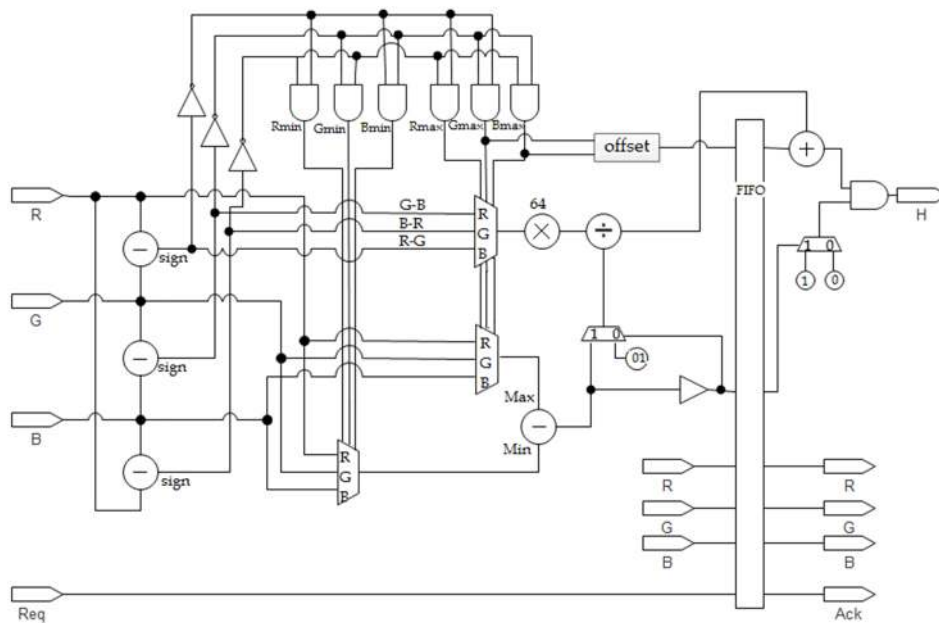 Rmin
Gmin
Bmin
Rmax
Gmax
Bmax
offset
FIFO
+
R
G-B
B-R
R-G
R
G
B
64
×
÷
H
−
sign
1 0
1
0
G
−
sign
R
G
B
1 0
01
Max
Min
−
B
−
sign
R
G
B
R
R
G
G
B
B
Req
Ack